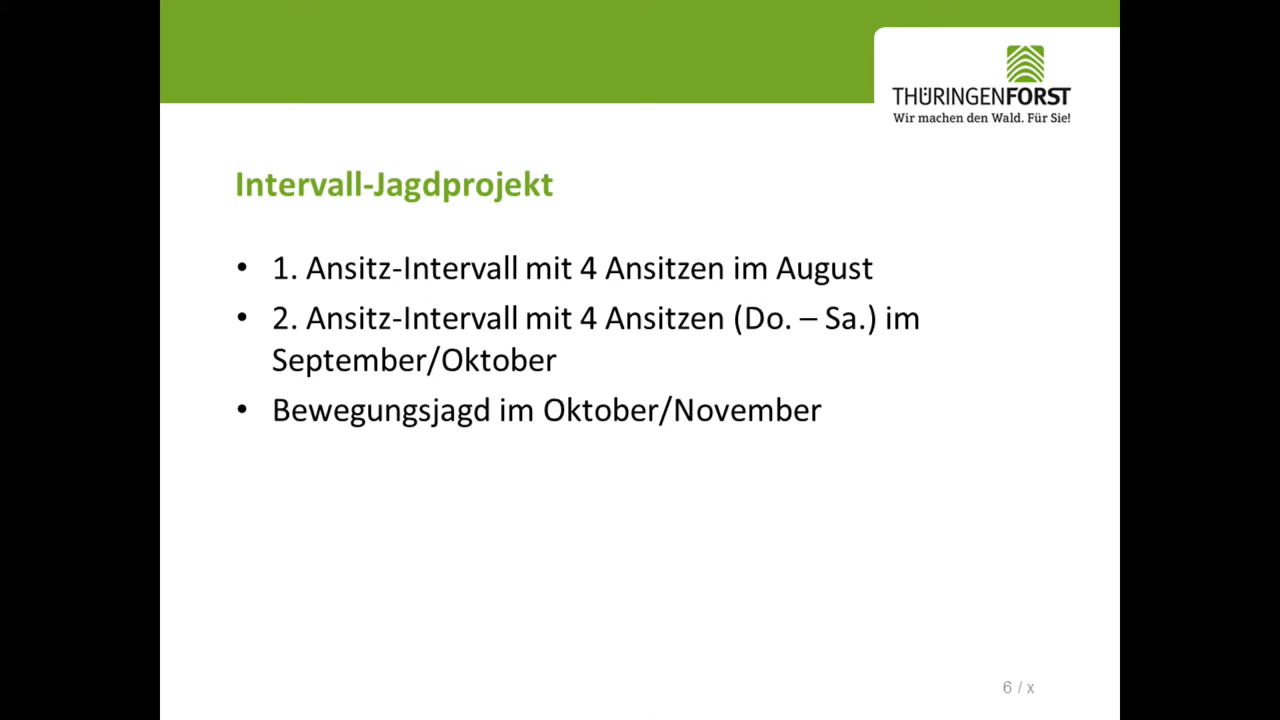 THÜRINGENFORST
Wir machen den Wald. Für Sie!
Intervall-Jagdprojekt
• 1. Ansitz-Intervall mit 4 Ansitzen im August
• 2. Ansitz-Intervall mit 4 Ansitzen (Do. – Sa.) im
September/Oktober
• Bewegungsjagd im Oktober/November
6 / x